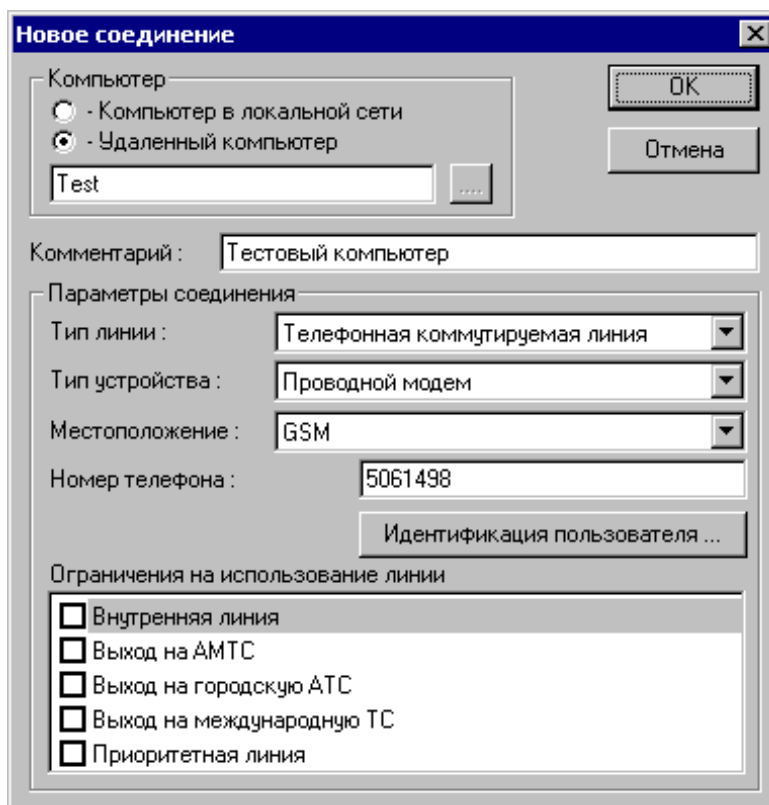 Новое соединение
Компьютер
- Компьютер в локальной сети
- Удаленный компьютер
Test
....
OK
Отмена
Комментарий :
Тестовый компьютер
Параметры соединения
Тип линии :
Телефонная коммутируемая линия
Тип устройства :
Проводной модем
Местоположение :
GSM
Номер телефона :
5061498
Идентификация пользователя ...
Ограничения на использование линии
Внутренняя линия
Выход на АМТС
Выход на городскую АТС
Выход на международную ТС
Приоритетная линия